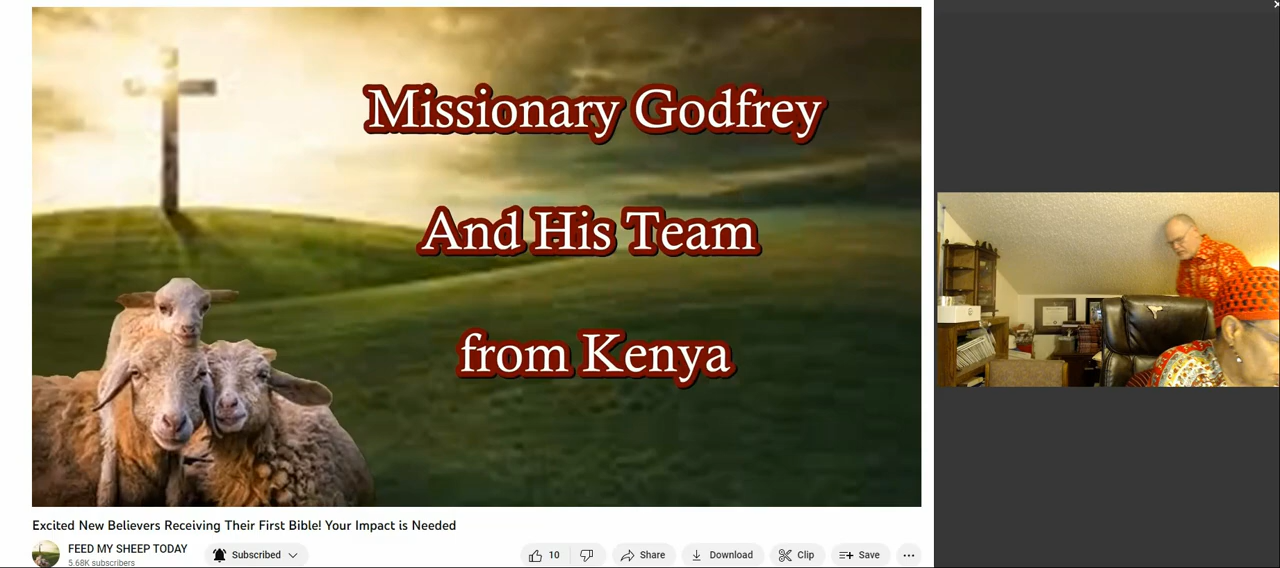 Missionary Godfrey
And His Team
from Kenya
Excited New Believers Receiving Their First Bible! Your Impact is Needed
FEED MY SHEEP TODAY
5.68K subscribers
Subscribed
10
Share
Download
Clip
Save